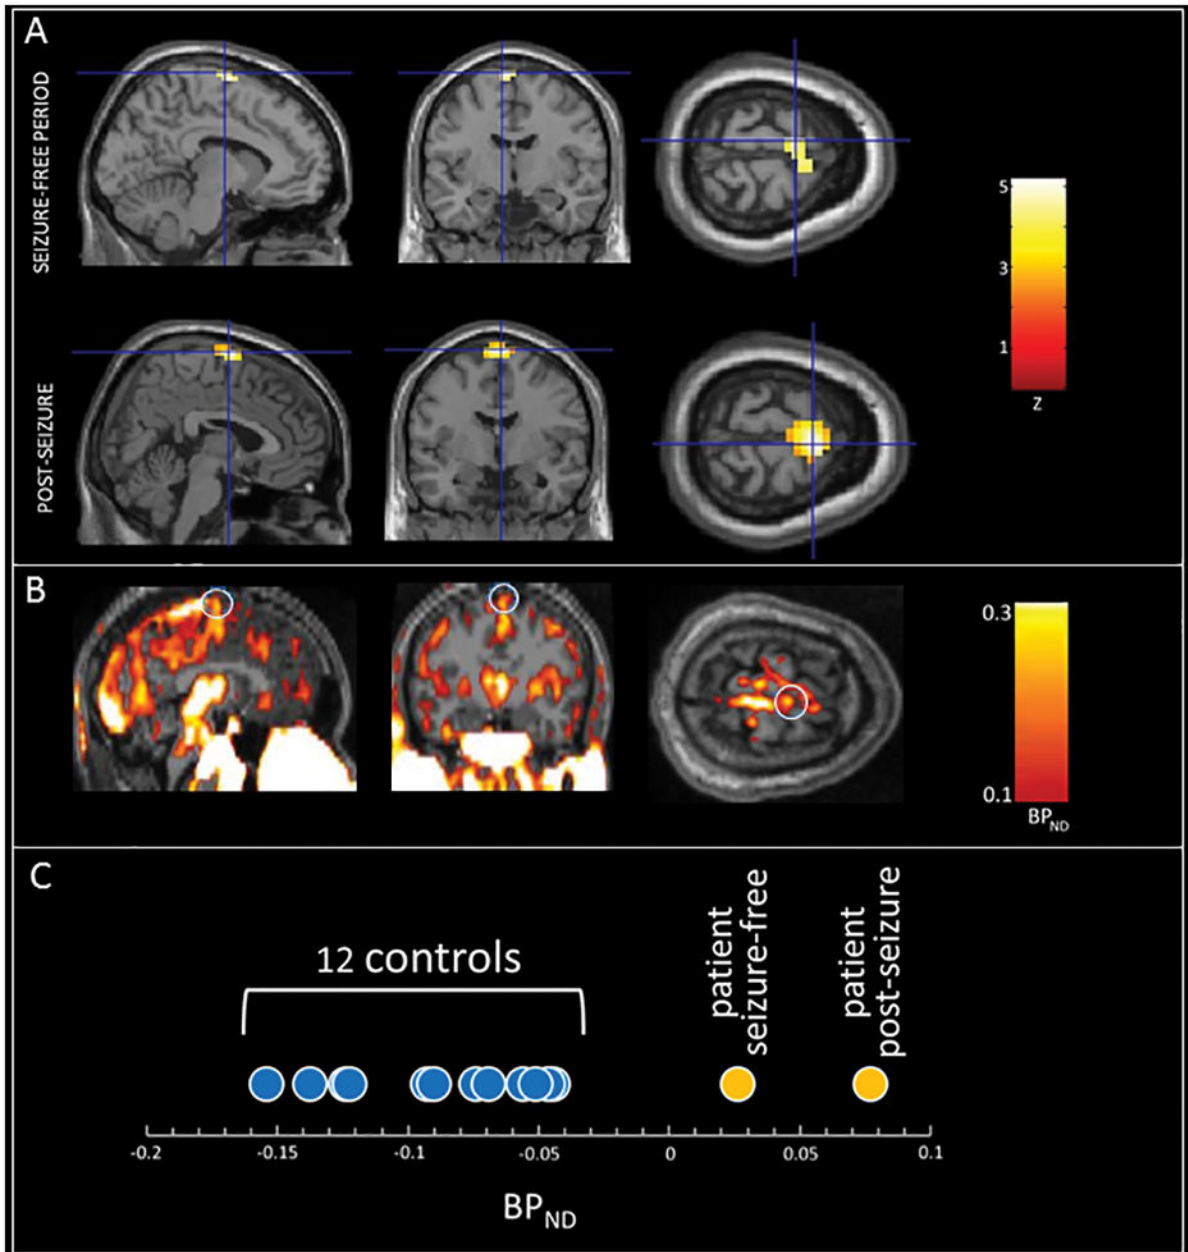 A
SEIZURE-FREE PERIOD
5
3
1
Z
POST-SEIZURE
B
0.3
0.1
BPND
C
12 controls
patient
seizure-free
patient
post-seizure
-0.2
-0.15
-0.1
-0.05
0
0.05
0.1
BPND